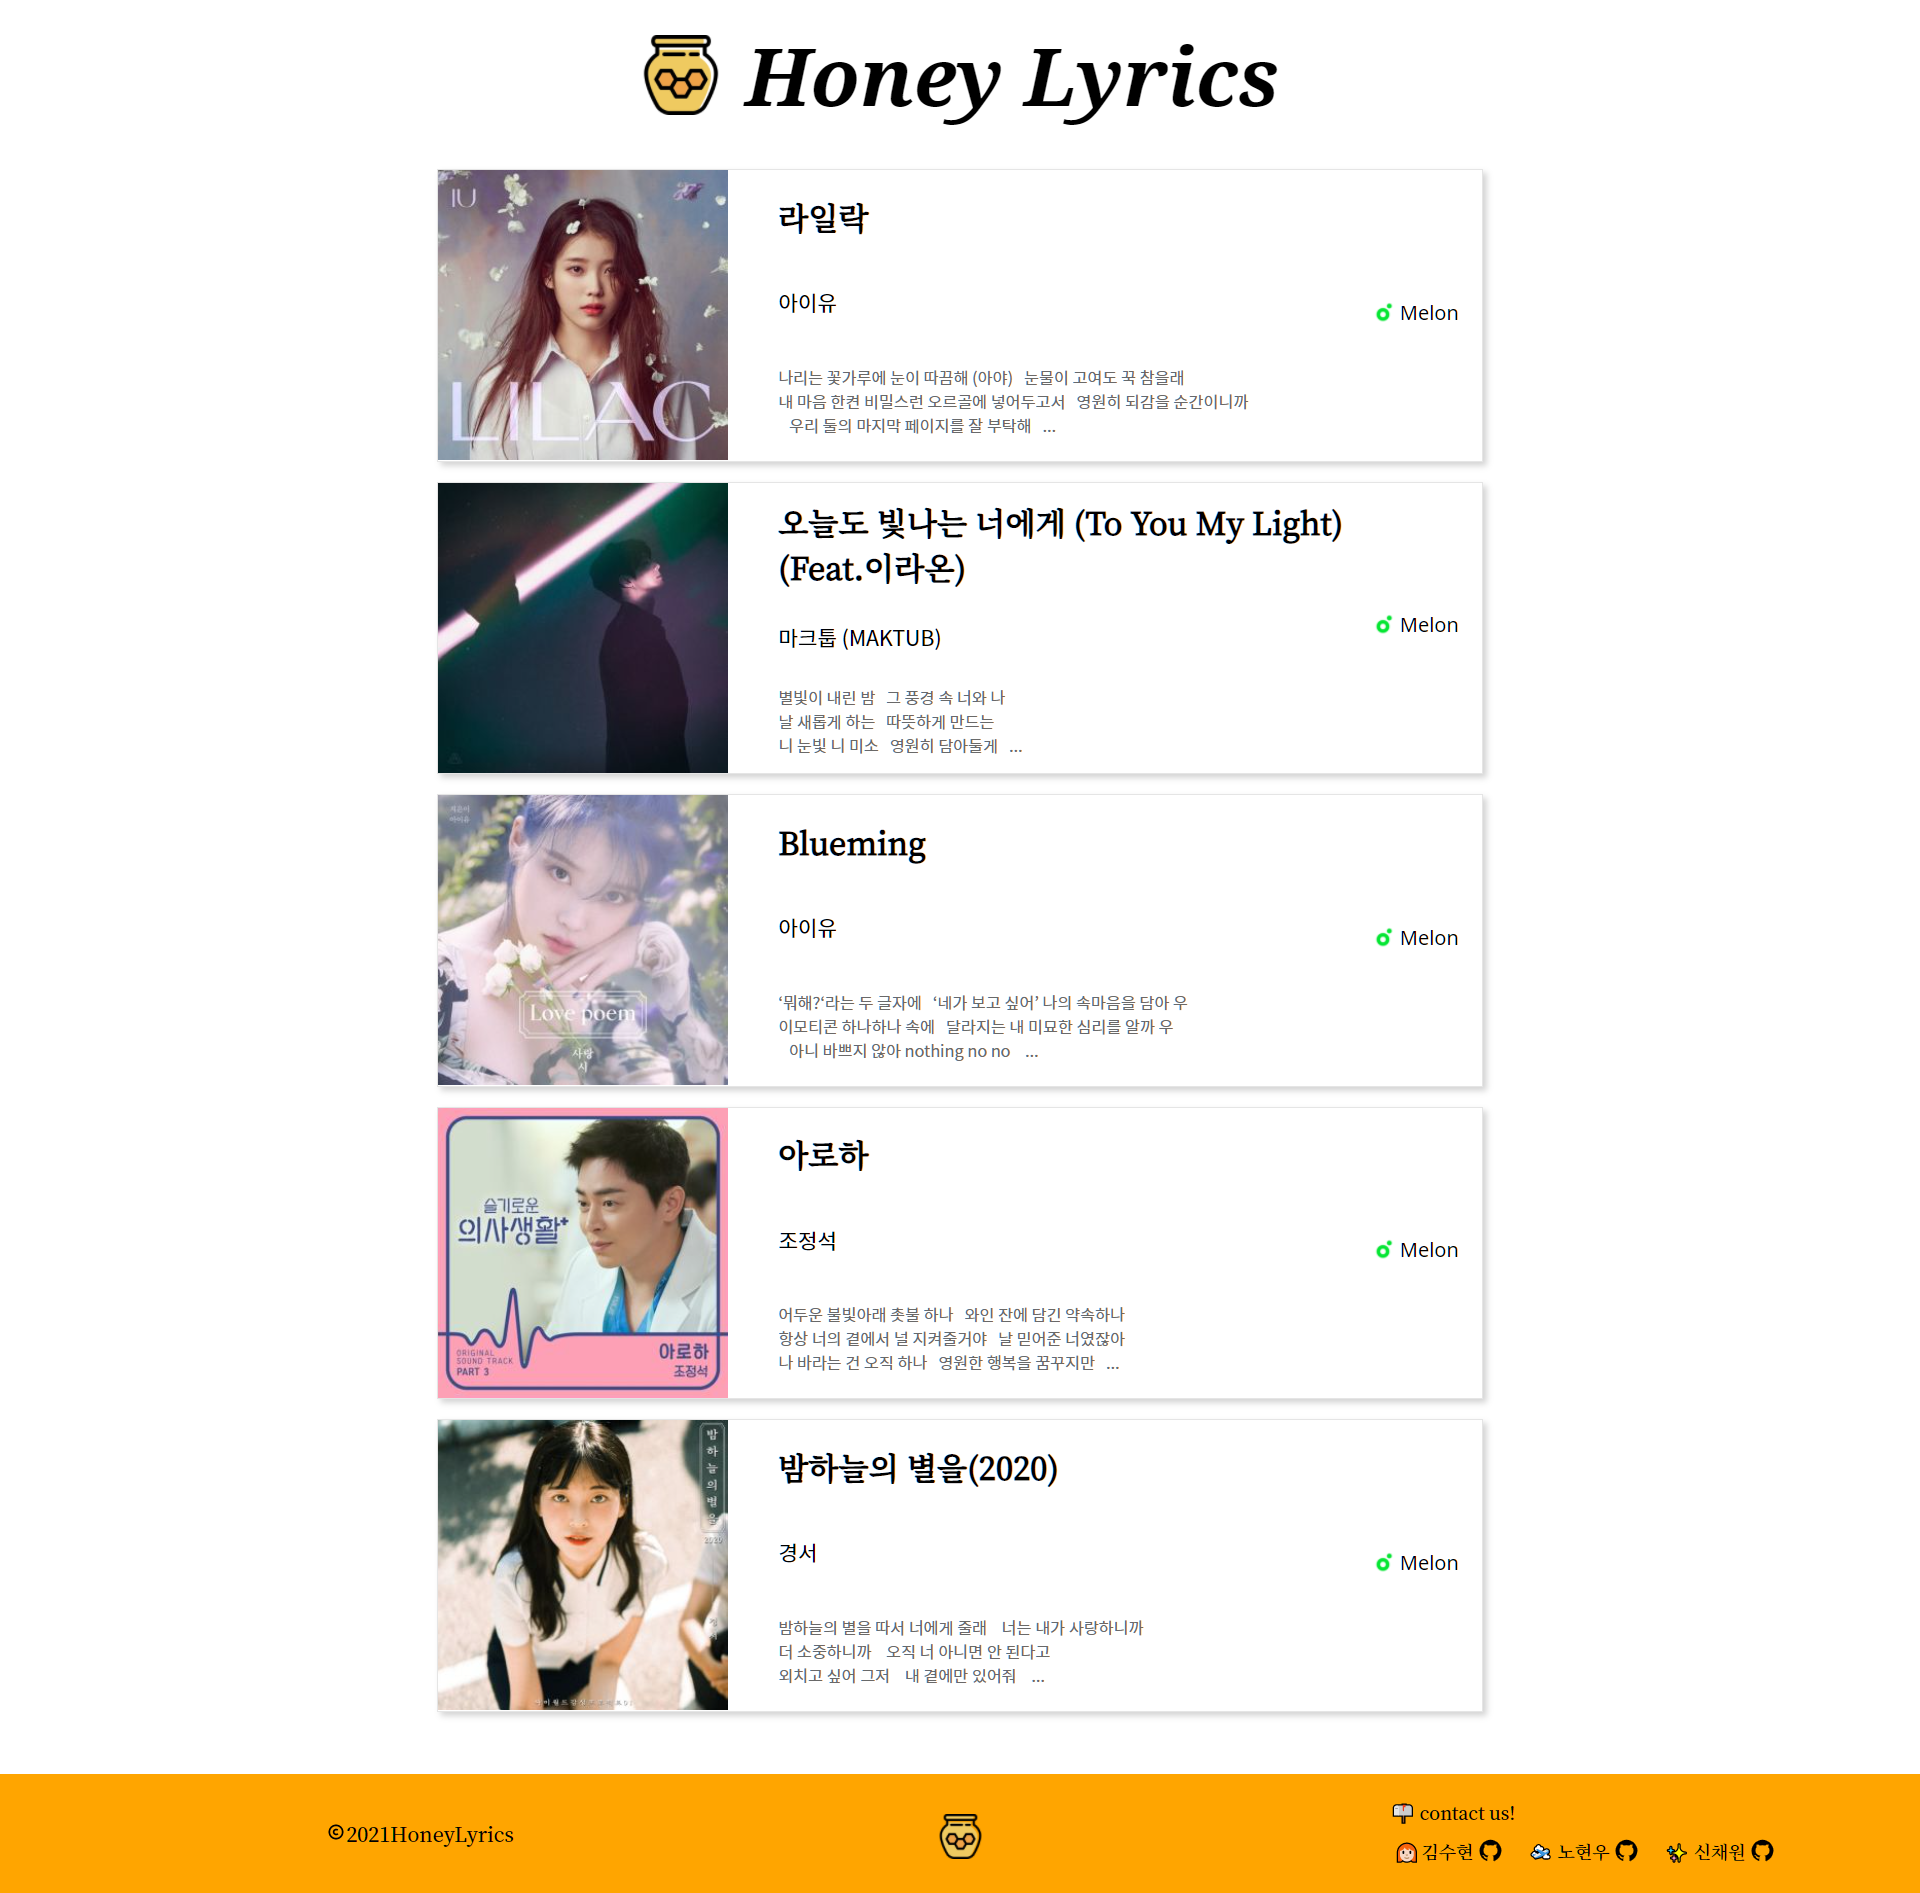 Honey Lyrics
IU
LILAC
라일락
아이유
Melon
나리는 꽃가루에 눈이 따끔해 (아야) 눈물이 고여도 꾹 참을래
내 마음 한켠 비밀스런 오르골에 넣어두고서 영원히 되감을 순간이니까
우리 둘의 마지막 페이지를 잘 부탁해 ...
오늘도 빛나는 너에게 (To You My Light)
(Feat.이라온)
마크툽 (MAKTUB)
Melon
별빛이 내린 밤 그 풍경 속 너와 나
날 새롭게 하는 따뜻하게 만드는
니 눈빛 니 미소 영원히 담아둘게 ...
아이유
Love poem
사랑
시
Blueming
아이유
Melon
‘뭐해?‘라는 두 글자에 ‘네가 보고 싶어’ 나의 속마음을 담아 우
이모티콘 하나하나 속에 달라지는 내 미묘한 심리를 알까 우
아니 바쁘지 않아 nothing no no ...
슬기로운
의사생활
ORIGINAL
SOUND TRACK
PART 3
아로하
조정석
아로하
조정석
Melon
어두운 불빛아래 촛불 하나 와인 잔에 담긴 약속하나
항상 너의 곁에서 널 지켜줄거야 날 믿어준 너였잖아
나 바라는 건 오직 하나 영원한 행복을 꿈꾸지만 ...
밤하늘의별을
2020
밤하늘의 별을(2020)
경서
Melon
밤하늘의 별을 따서 너에게 줄래 너는 내가 사랑하니까
더 소중하니까 오직 너 아니면 안 된다고
외치고 싶어 그저 내 곁에만 있어줘 ...
©2021HoneyLyrics
contact us!
김수현 노현우 신채원